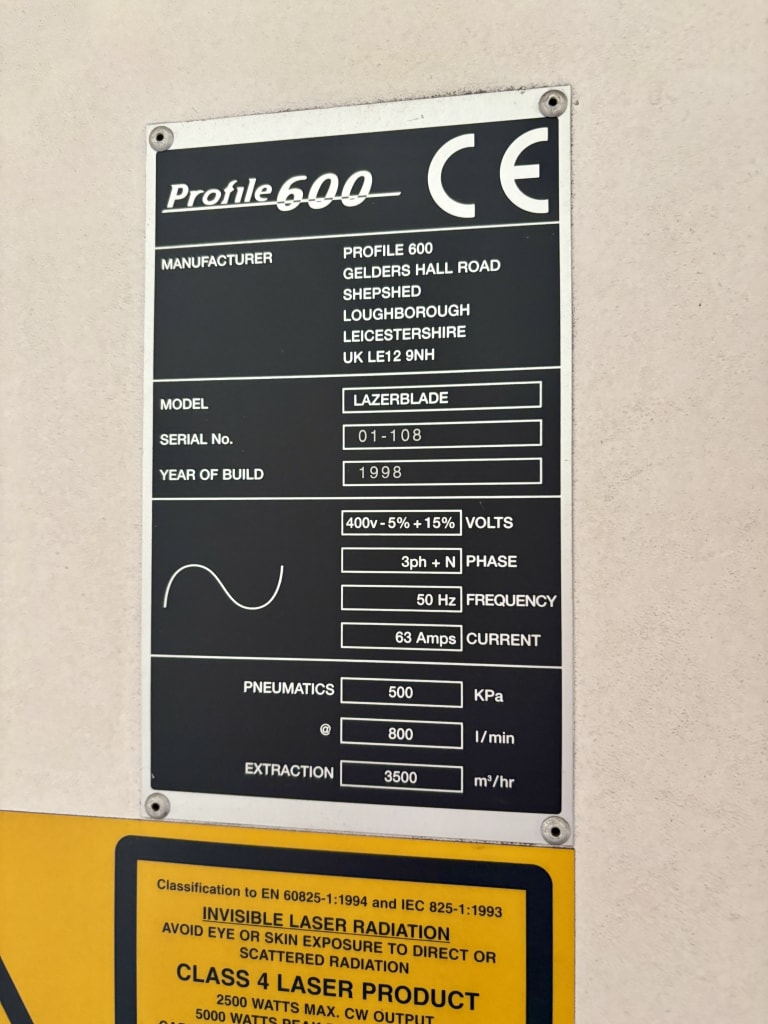 Profile 600 CE
MANUFACTURER PROFILE 600
GELDERS HALL ROAD
SHEPSHED
LOUGHBOROUGH
LEICESTERSHIRE
UK LE12 9NH
MODEL LAZERBLADE
SERIAL No. 01-108
YEAR OF BUILD 1998
400v - 5% + 15% VOLTS
3ph + N PHASE
50 Hz FREQUENCY
63 Amps CURRENT
PNEUMATICS 500 KPa
@ 800 l/min
EXTRACTION 3500 m³/hr
Classification to EN 60825-1:1994 and IEC 825-1:1993
INVISIBLE LASER RADIATION
AVOID EYE OR SKIN EXPOSURE TO DIRECT OR
SCATTERED RADIATION
CLASS 4 LASER PRODUCT
2500 WATTS MAX. CW OUTPUT
5000 WATTS